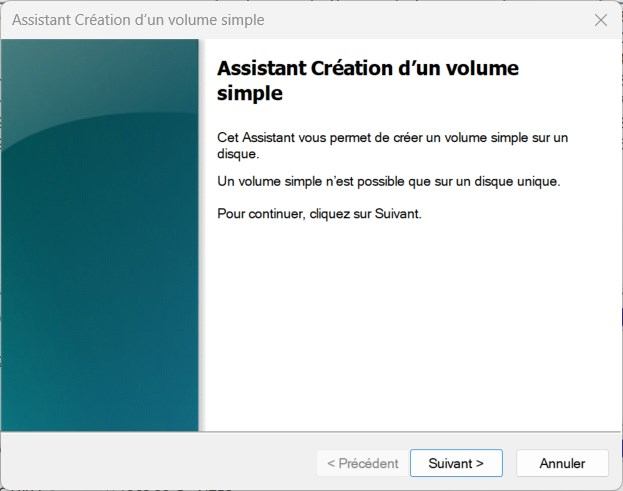 Assistant Création d’un volume simple
Assistant Création d’un volume
simple
Cet Assistant vous permet de créer un volume simple sur un
disque.
Un volume simple n’est possible que sur un disque unique.
Pour continuer, cliquez sur Suivant.
< Précédent
Suivant >
Annuler